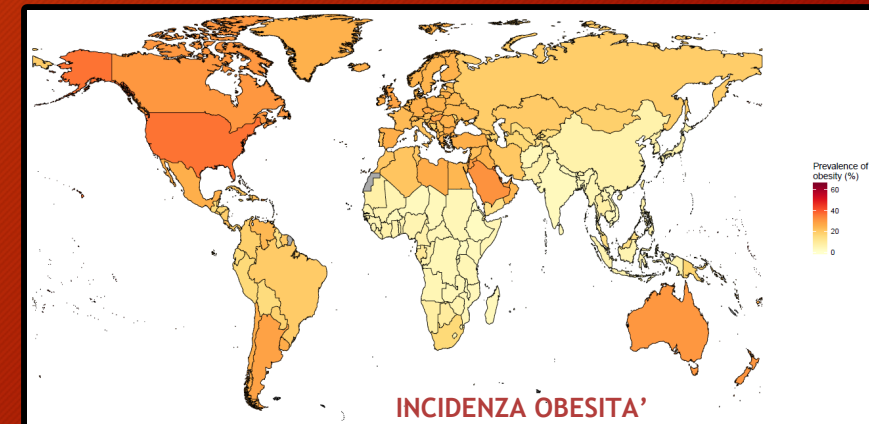 Prevalence of
obesity (%)
60
40
20
0
INCIDENZA OBESITA’